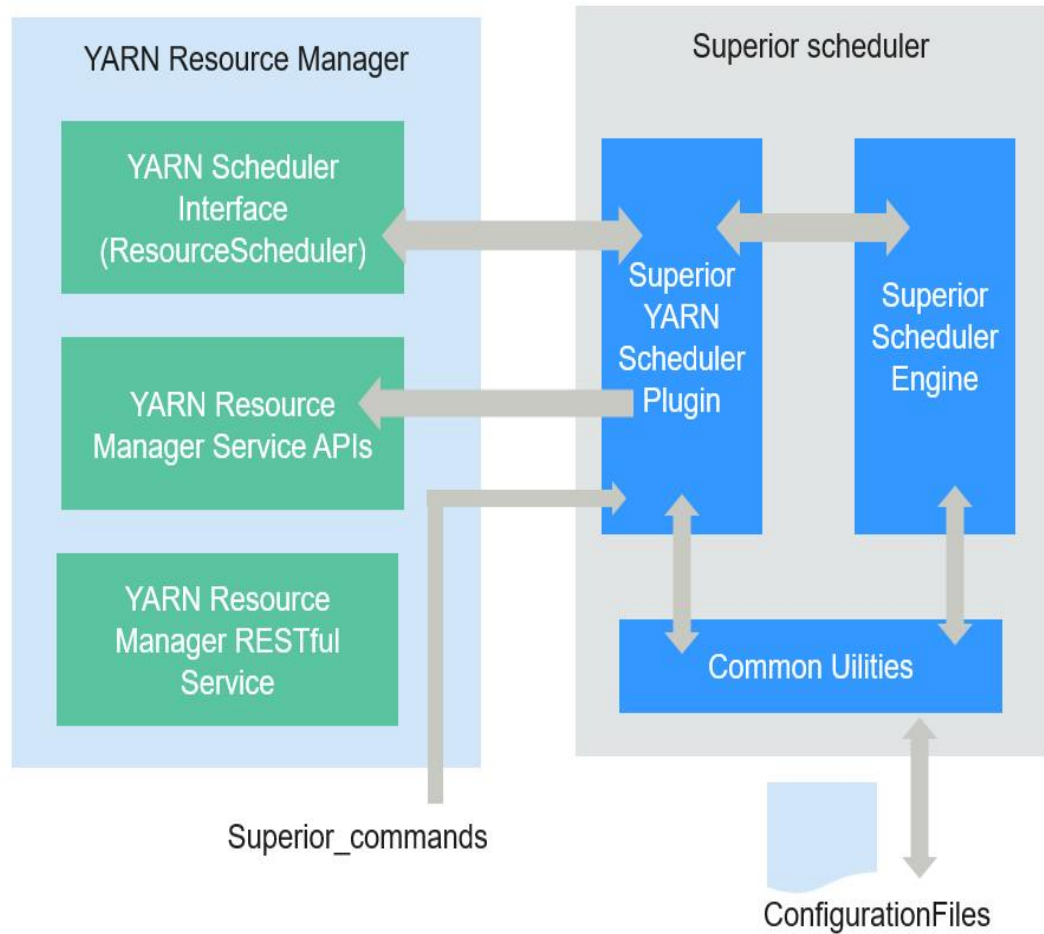 YARN Resource Manager
YARN Scheduler
Interface
(ResourceScheduler)
YARN Resource
Manager Service APIs
YARN Resource
Manager RESTful
Service
Superior_commands
Superior scheduler
Superior
YARN
Scheduler
Plugin
Superior
Scheduler
Engine
Common Uilities
ConfigurationFiles